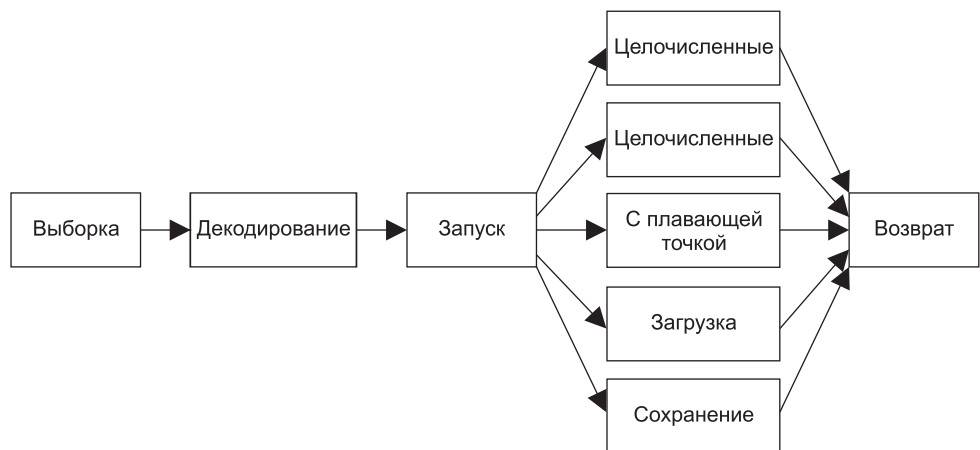 Выборка
Декодирование
Запуск
Целочисленные
Целочисленные
С плавающей
точкой
Загрузка
Сохранение
Возврат